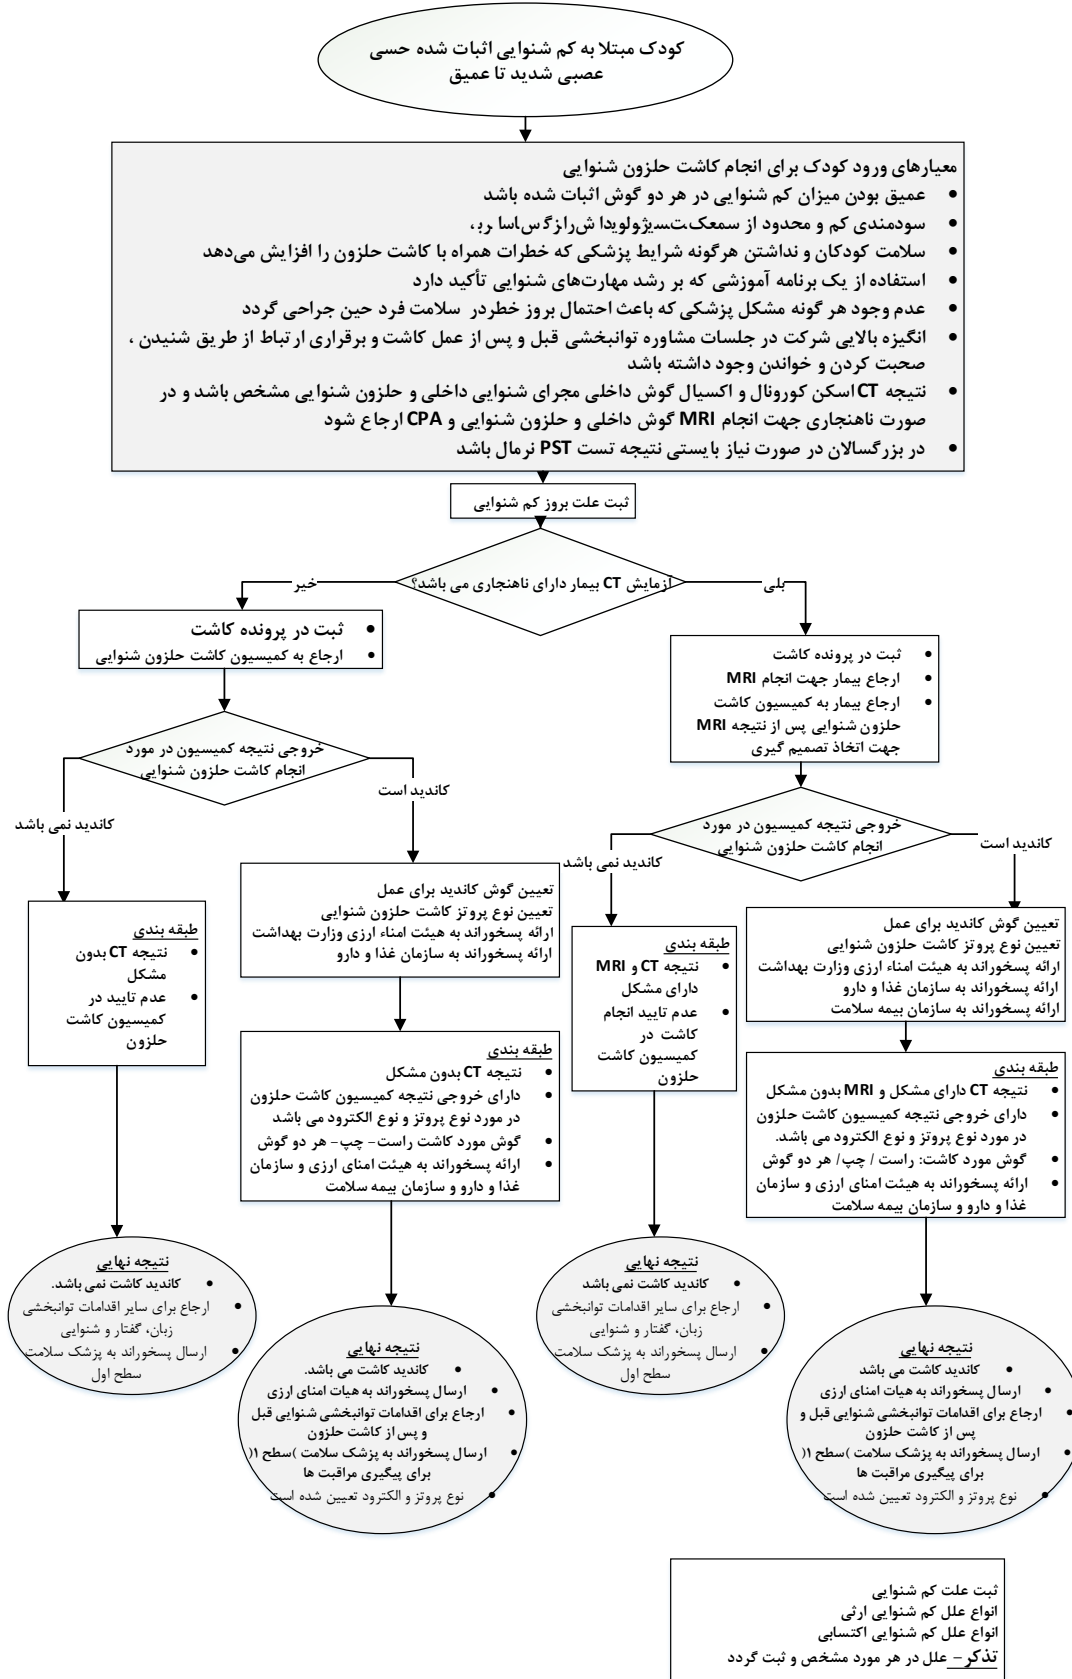 کودک مبتلا به کم شنوایی اثبات شده حسی
عصبی شدید تا عمیق
معیارهای ورود کودک برای انجام کاشت حلزون شنوایی
• عمیق بودن میزان کم شنوایی در هر دو گوش اثبات شده باشد
• سودمندی کم و محدود از سمعک
• سلامت کودکان و نداشتن هرگونه شرایط پزشکی که خطرات همراه با کاشت حلزون را افزایش می‌دهد
• استفاده از یک برنامه آموزشی که بر رشد مهارت‌های شنوایی تأکید دارد
• عدم وجود هر گونه مشکل پزشکی که باعث احتمال بروز خطردر سلامت فرد حین جراحی گردد
• انگیزه بالایی شرکت در جلسات مشاوره توانبخشی قبل و پس از عمل کاشت و برقراری ارتباط از طریق شنیدن ،
صحبت کردن و خواندن وجود داشته باشد
• نتیجه CT اسکن کورونال و اکسیال گوش داخلی مجرای شنوایی داخلی و حلزون شنوایی مشخص باشد و در
صورت ناهنجاری جهت انجام MRI گوش داخلی و حلزون شنوایی و CPA ارجاع شود
• در بزرگسالان در صورت نیاز بایستی نتیجه تست PST نرمال باشد
ثبت علت بروز کم شنوایی
ازمایش CT بیمار دارای ناهنجاری می باشد؟
بلی
خیر
• ثبت در پرونده کاشت
• ارجاع بیمار جهت انجام MRI
• ارجاع بیمار به کمیسیون کاشت
حلزون شنوایی پس از نتیجه MRI
جهت اتخاذ تصمیم گیری
• ثبت در پرونده کاشت
• ارجاع به کمیسیون کاشت حلزون شنوایی
خروجی نتیجه کمیسیون در مورد
انجام کاشت حلزون شنوایی
کاندید است
کاندید نمی باشد
خروجی نتیجه کمیسیون در مورد
انجام کاشت حلزون شنوایی
کاندید است
کاندید نمی باشد
تعیین گوش کاندید برای عمل
تعیین نوع پروتز کاشت حلزون شنوایی
ارائه پسخوراند به هیئت امناء ارزی وزارت بهداشت
ارائه پسخوراند به سازمان غذا و دارو
ارائه پسخوراند به سازمان بیمه سلامت
طبقه بندی
• نتیجه CT و MRI
دارای مشکل
• عدم تایید انجام
کاشت در
کمیسیون کاشت
حلزون
تعیین گوش کاندید برای عمل
تعیین نوع پروتز کاشت حلزون شنوایی
ارائه پسخوراند به هیئت امناء ارزی وزارت بهداشت
ارائه پسخوراند به سازمان غذا و دارو
طبقه بندی
• نتیجه CT بدون
مشکل
• عدم تایید در
کمیسیون کاشت
حلزون
طبقه بندی
• نتیجه CT دارای مشکل و MRI بدون مشکل
• دارای خروجی نتیجه کمیسیون کاشت حلزون
در مورد نوع پروتز و نوع الکترود می باشد.
• گوش مورد کاشت: راست / چپ/ هر دو گوش
• ارائه پسخوراند به هیئت امنای ارزی و سازمان
غذا و دارو و سازمان بیمه سلامت
طبقه بندی
• نتیجه CT بدون مشکل
• دارای خروجی نتیجه کمیسیون کاشت حلزون
در مورد نوع پروتز و نوع الکترود می باشد
• گوش مورد کاشت راست- چپ- هر دو گوش
• ارائه پسخوراند به هیئت امنای ارزی و سازمان
غذا و دارو و سازمان بیمه سلامت
نتیجه نهایی
• کاندید کاشت می باشد
• ارسال پسخوراند به هیات امنای ارزی
• ارجاع برای اقدامات توانبخشی شنوایی قبل و
پس از کاشت حلزون
• ارسال پسخوراند به پزشک سلامت )سطح ۱(
برای پیگیری مراقبت ها
• نوع پروتز و الکترود تعیین شده است
نتیجه نهایی
• کاندید کاشت نمی باشد
• ارجاع برای سایر اقدامات توانبخشی
زبان، گفتار و شنوایی
• ارسال پسخوراند به پزشک سلامت
سطح اول
نتیجه نهایی
• کاندید کاشت می باشد.
• ارسال پسخوراند به هیات امنای ارزی
• ارجاع برای اقدامات توانبخشی شنوایی قبل
و پس از کاشت حلزون
• ارسال پسخوراند به پزشک سلامت )سطح ۱(
برای پیگیری مراقبت ها
• نوع پروتز و الکترود تعیین شده است
نتیجه نهایی
• کاندید کاشت نمی باشد.
• ارجاع برای سایر اقدامات توانبخشی
زبان، گفتار و شنوایی
• ارسال پسخوراند به پزشک سلامت
سطح اول
ثبت علت کم شنوایی
انواع علل کم شنوایی ارثی
انواع علل کم شنوایی اکتسابی
تذکر- علل در هر مورد مشخص و ثبت گردد